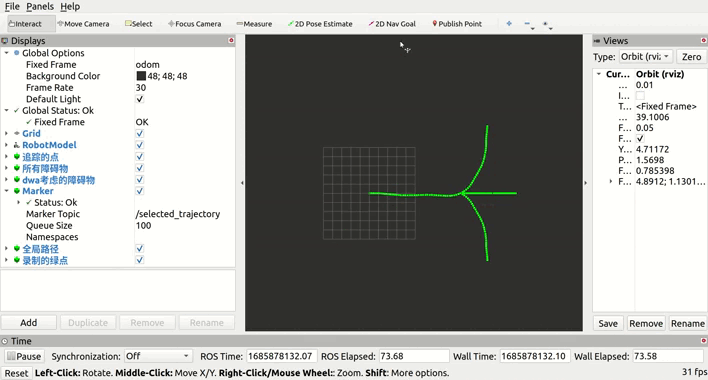 File Panels Help
Interact Move Camera Select Focus Camera Measure 2D Pose Estimate 2D Nav Goal Publish Point
Displays
Global Options
Fixed Frame odom
Background Color 48; 48; 48
Frame Rate 30
Default Light ✓
Global Status: Ok
Fixed Frame OK
Grid
RobotModel
追踪的点
所有障碍物
dwa考虑的障碍物
Marker
Status: Ok
Marker Topic /selected_trajectory
Queue Size 100
Namespaces
全局路径
录制的绿点
Add Duplicate Remove Rename
Views
Type: Orbit (rviz) Zero
Cur... Orbit (rviz)
... 0.01
I...
T... <Fixed Frame>
... 39.1006
F... 0.05
F... ✓
Y... 4.71172
P... 1.5698
F... 0.785398
F... 4.8912; 1.1301...
Save Remove Rename
Time
Pause Synchronization: Off ROS Time: 1685878132.07 ROS Elapsed: 73.68 Wall Time: 1685878132.10 Wall Elapsed: 73.58
Reset Left-Click: Rotate. Middle-Click: Move X/Y. Right-Click/Mouse Wheel:: Zoom. Shift: More options. 31 fps